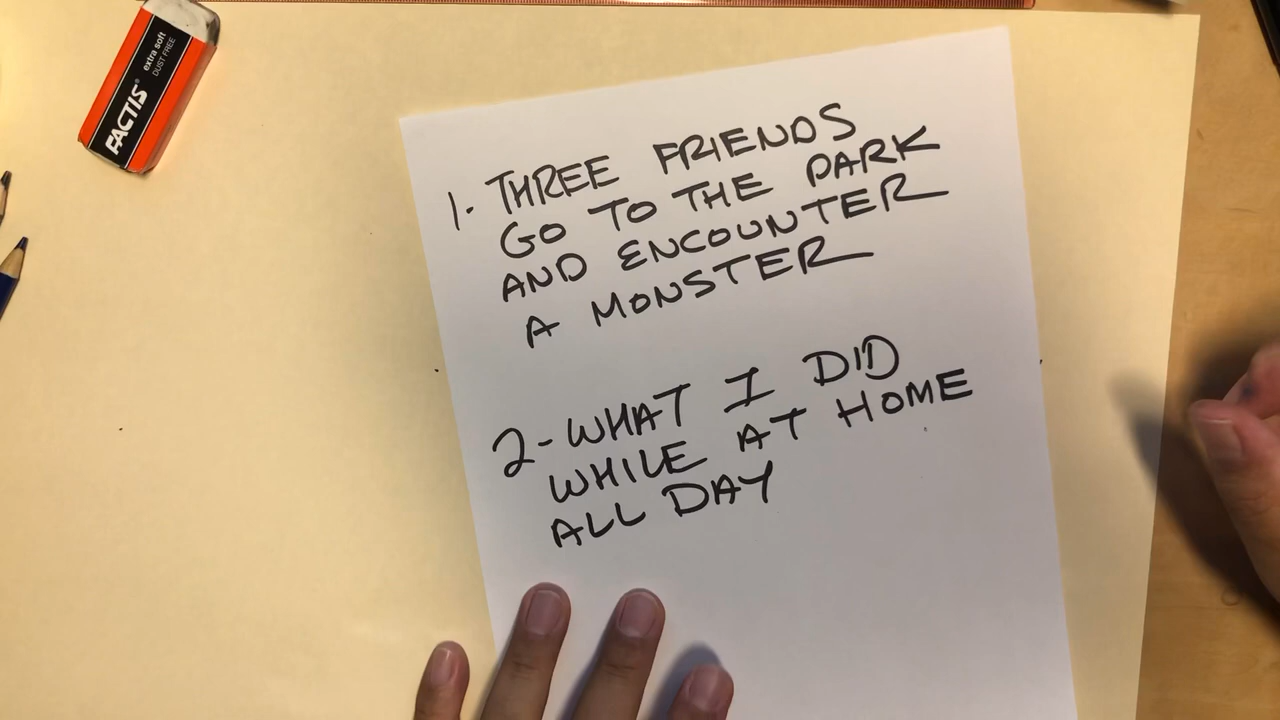 FACTIS®
extra soft
DUST FREE
1. THREE FRIENDS
GO TO THE PARK
AND ENCOUNTER
A MONSTER
2-WHAT I DID
WHILE AT HOME
ALL DAY